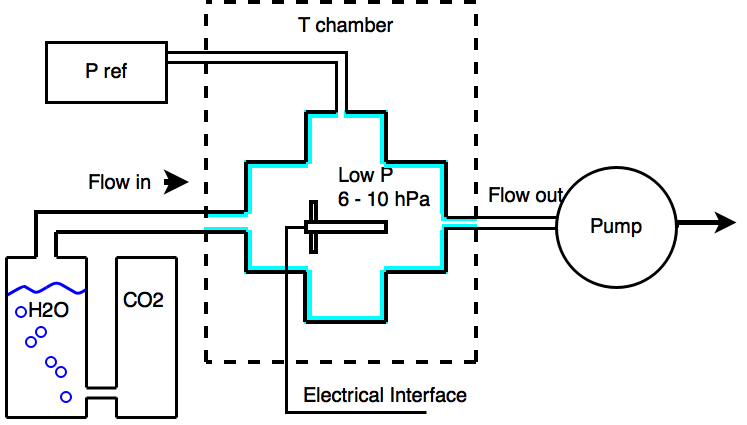 T chamber
P ref
Low P
6 - 10 hPa
Flow in
Flow out
Pump
H2O
CO2
Electrical Interface